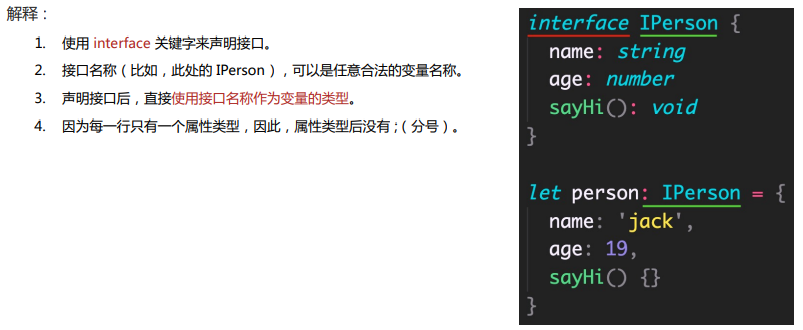 解释：
1. 使用 interface 关键字来声明接口。
2. 接口名称（比如，此处的 IPerson），可以是任意合法的变量名称。
3. 声明接口后，直接使用接口名称作为变量的类型。
4. 因为每一行只有一个属性类型，因此，属性类型后没有 ;（分号）。
interface IPerson {
name: string
age: number
sayHi(): void
}
let person: IPerson = {
name: 'jack',
age: 19,
sayHi() {}
}